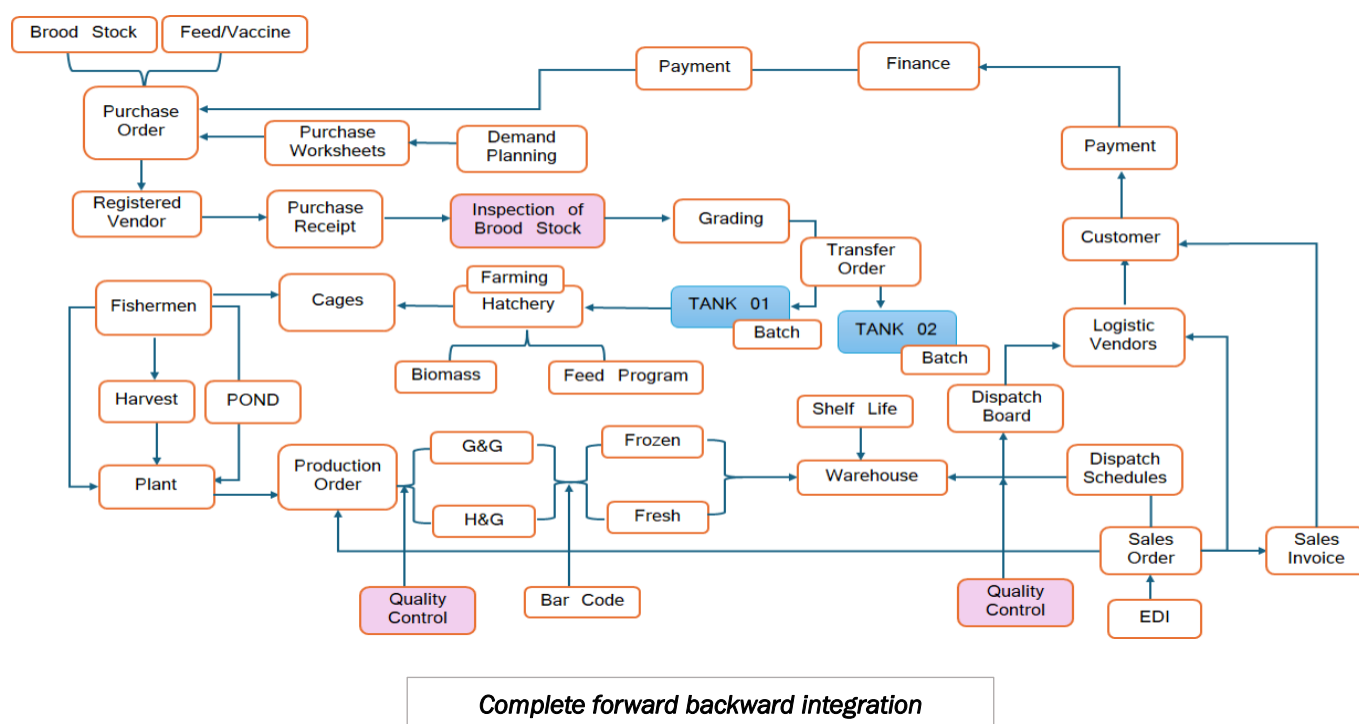 Brood Stock
Feed/Vaccine
Payment
Finance
Purchase
Order
Purchase
Worksheets
Demand
Planning
Payment
Registered
Vendor
Purchase
Receipt
Inspection of
Brood Stock
Grading
Transfer
Order
Customer
Fishermen
Cages
Farming
Hatchery
TANK 01
Batch
TANK 02
Batch
Logistic
Vendors
Biomass
Feed Program
Harvest
POND
Shelf Life
Dispatch
Board
Plant
Production
Order
G&G
H&G
Frozen
Fresh
Warehouse
Dispatch
Schedules
Sales
Order
Sales
Invoice
Quality
Control
Bar Code
Quality
Control
EDI
Complete forward backward integration